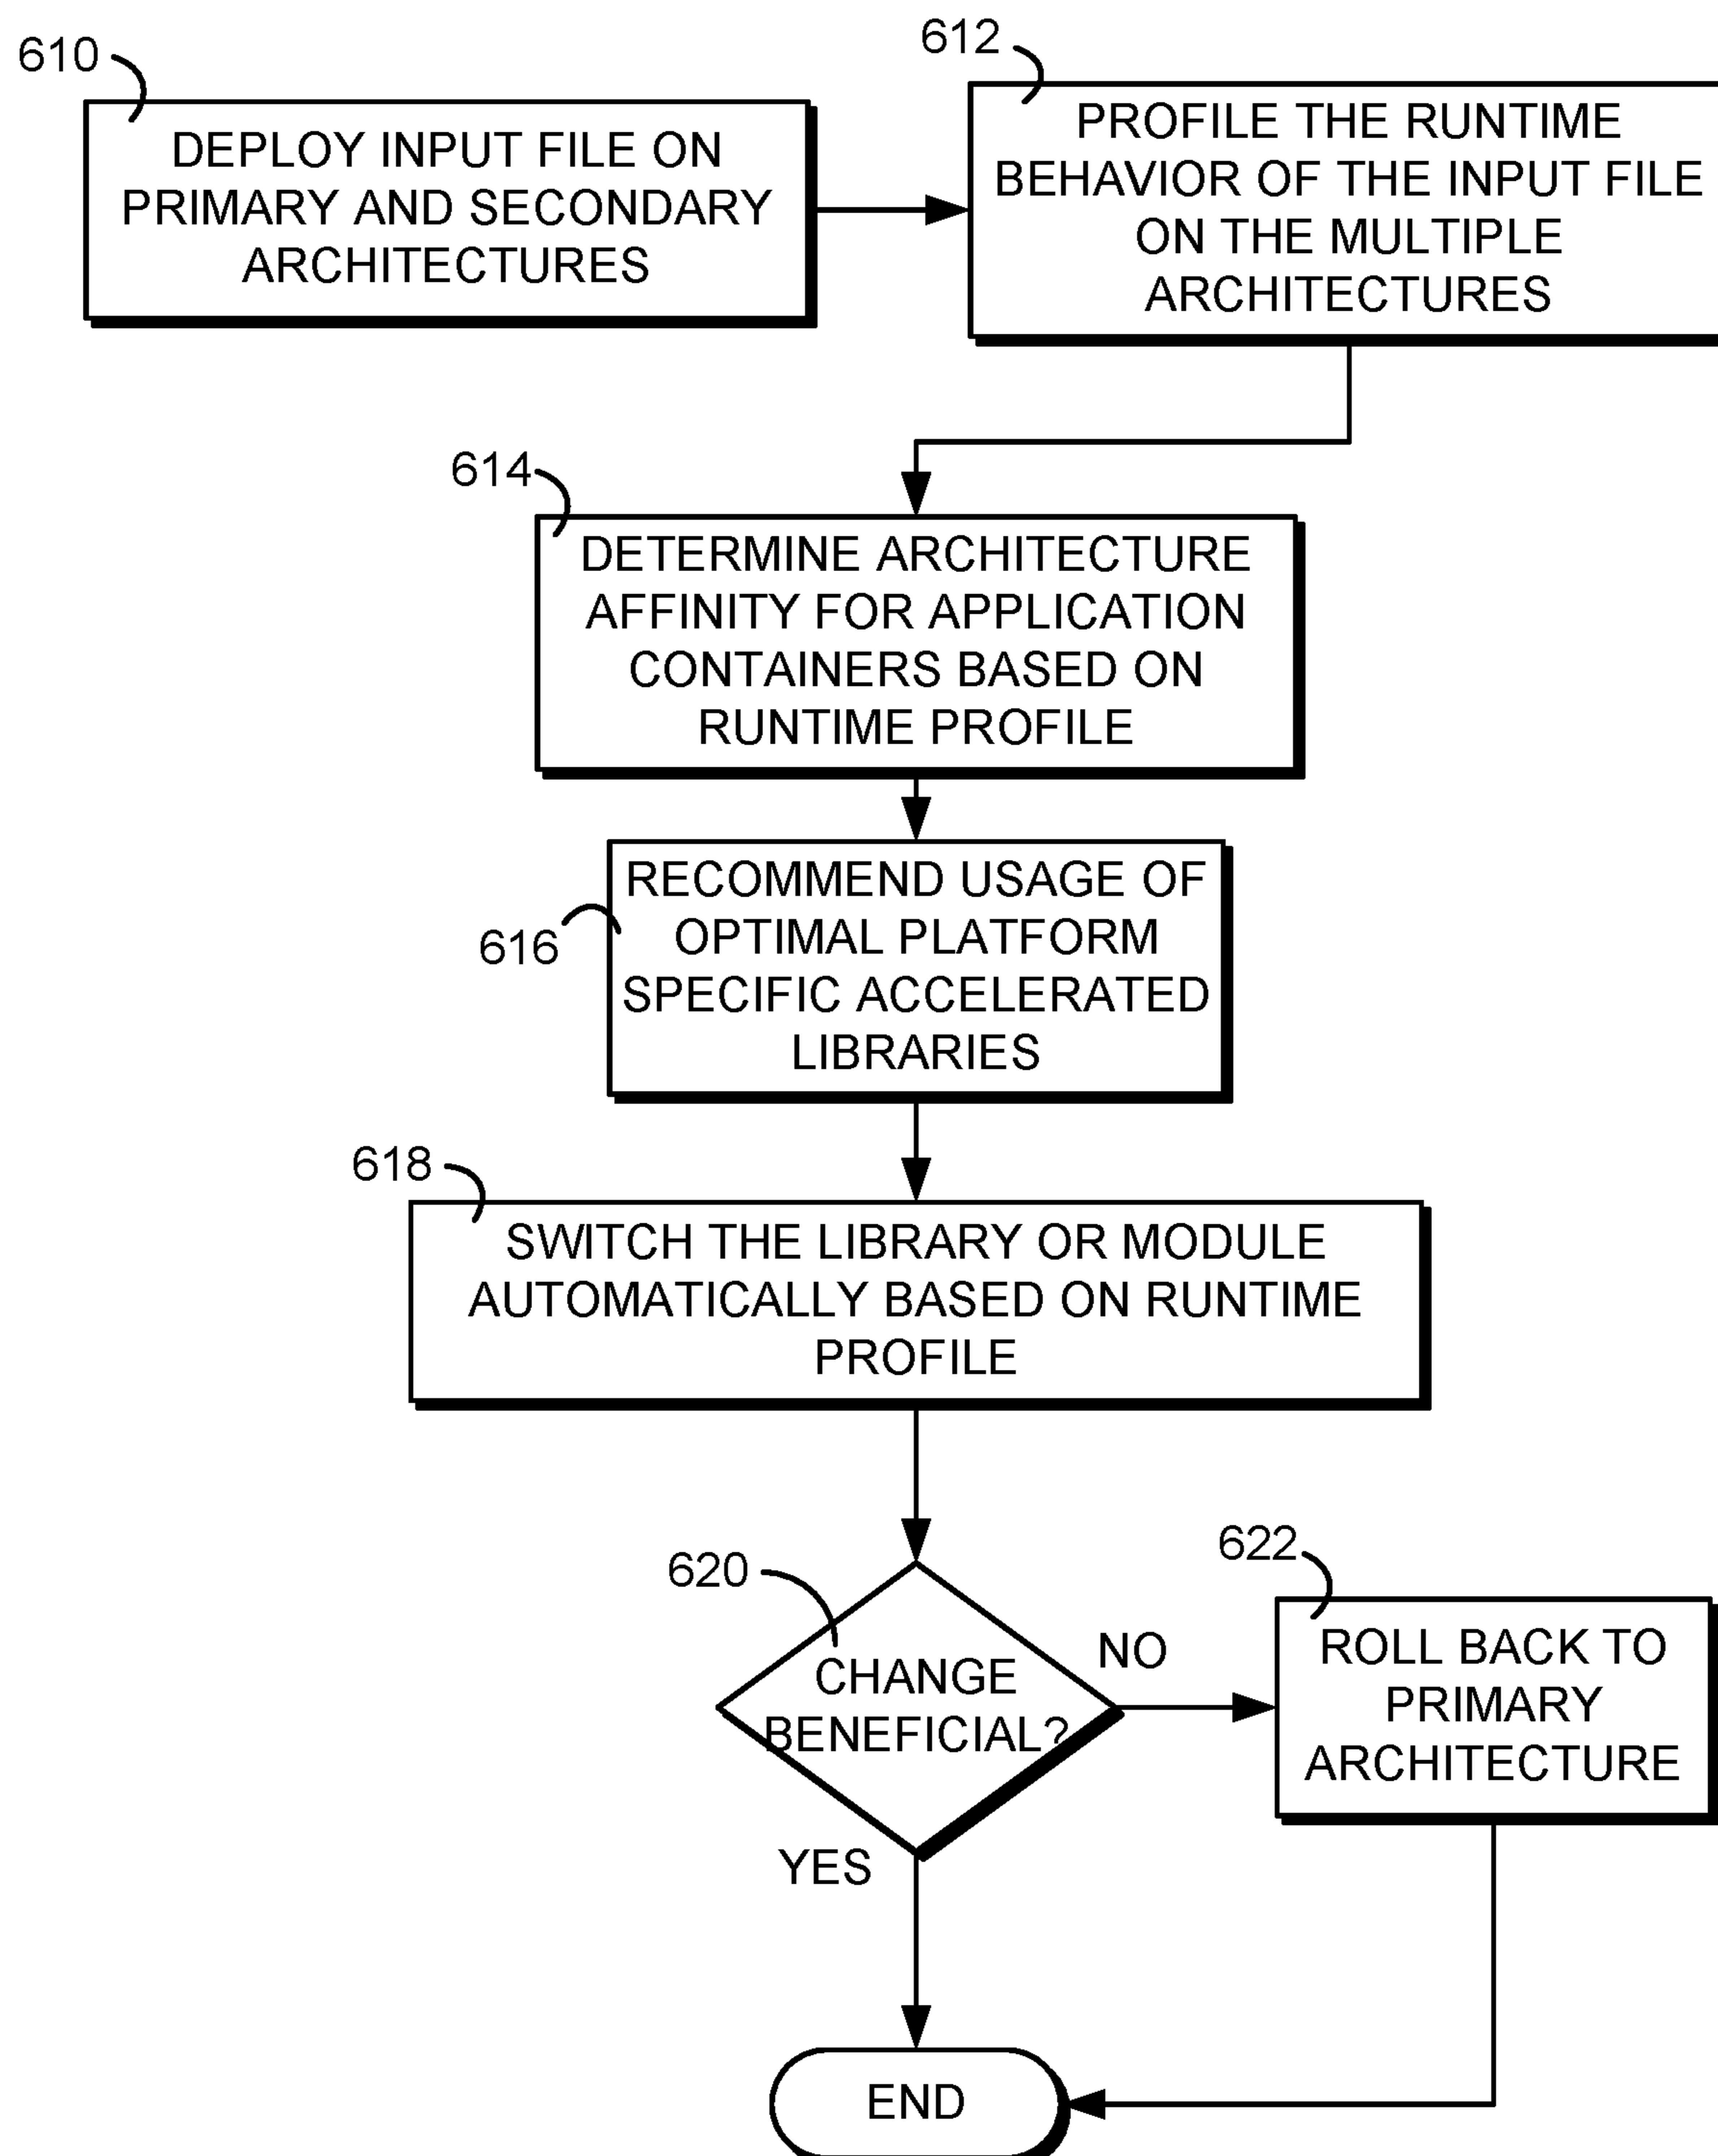 610
DEPLOY INPUT FILE ON
PRIMARY AND SECONDARY
ARCHITECTURES
612
PROFILE THE RUNTIME
BEHAVIOR OF THE INPUT FILE
ON THE MULTIPLE
ARCHITECTURES
614
DETERMINE ARCHITECTURE
AFFINITY FOR APPLICATION
CONTAINERS BASED ON
RUNTIME PROFILE
616
RECOMMEND USAGE OF
OPTIMAL PLATFORM
SPECIFIC ACCELERATED
LIBRARIES
618
SWITCH THE LIBRARY OR MODULE
AUTOMATICALLY BASED ON RUNTIME
PROFILE
620
CHANGE
BENEFICIAL?
NO
622
ROLL BACK TO
PRIMARY
ARCHITECTURE
YES
END